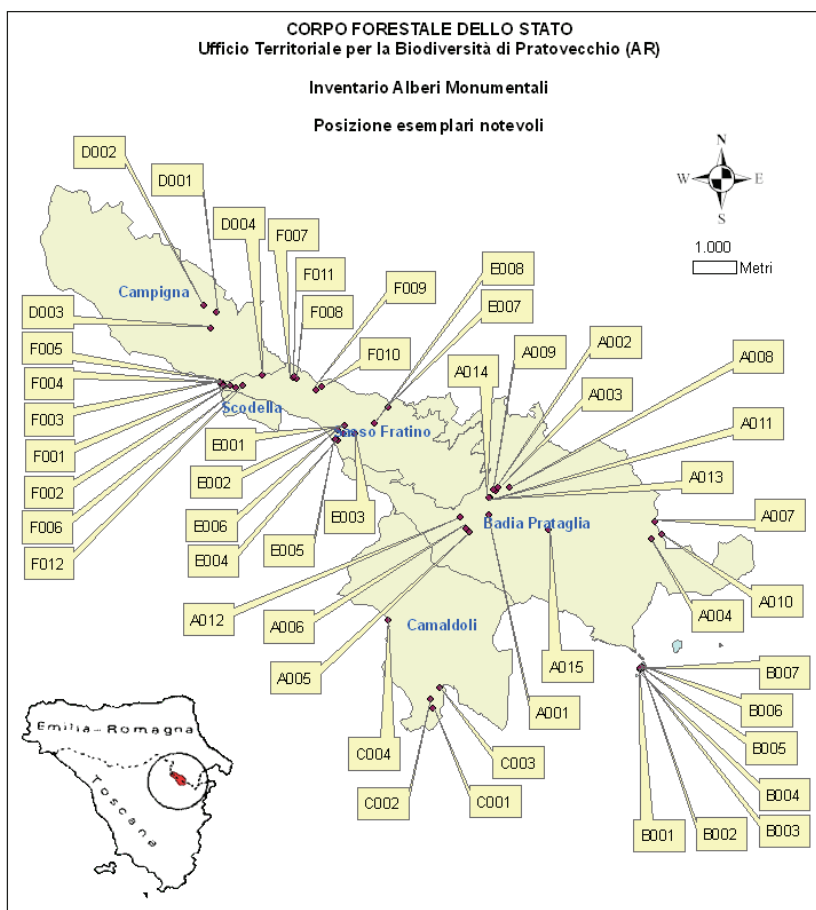 CORPO FORESTALE DELLO STATO
Ufficio Territoriale per la Biodiversità di Pratovecchio (AR)
Inventario Alberi Monumentali
Posizione esemplari notevoli
N
W E
S
1.000
Metri
D002
D001
D004
F007
F011
F008
F009
F010
E008
E007
A014
A009
A002
A003
A008
A011
A013
A007
A010
A004
Campigna
D003
F005
F004
F003
F001
F002
F006
F012
Scodella
Sasso Fratino
E001
E002
E006
E004
E005
E003
Badia Prataglia
A012
A006
A005
Camaldoli
A015
A001
C004
C003
C002
C001
B007
B006
B005
B004
B003
B002
B001
Emilia-Romagna
Toscana